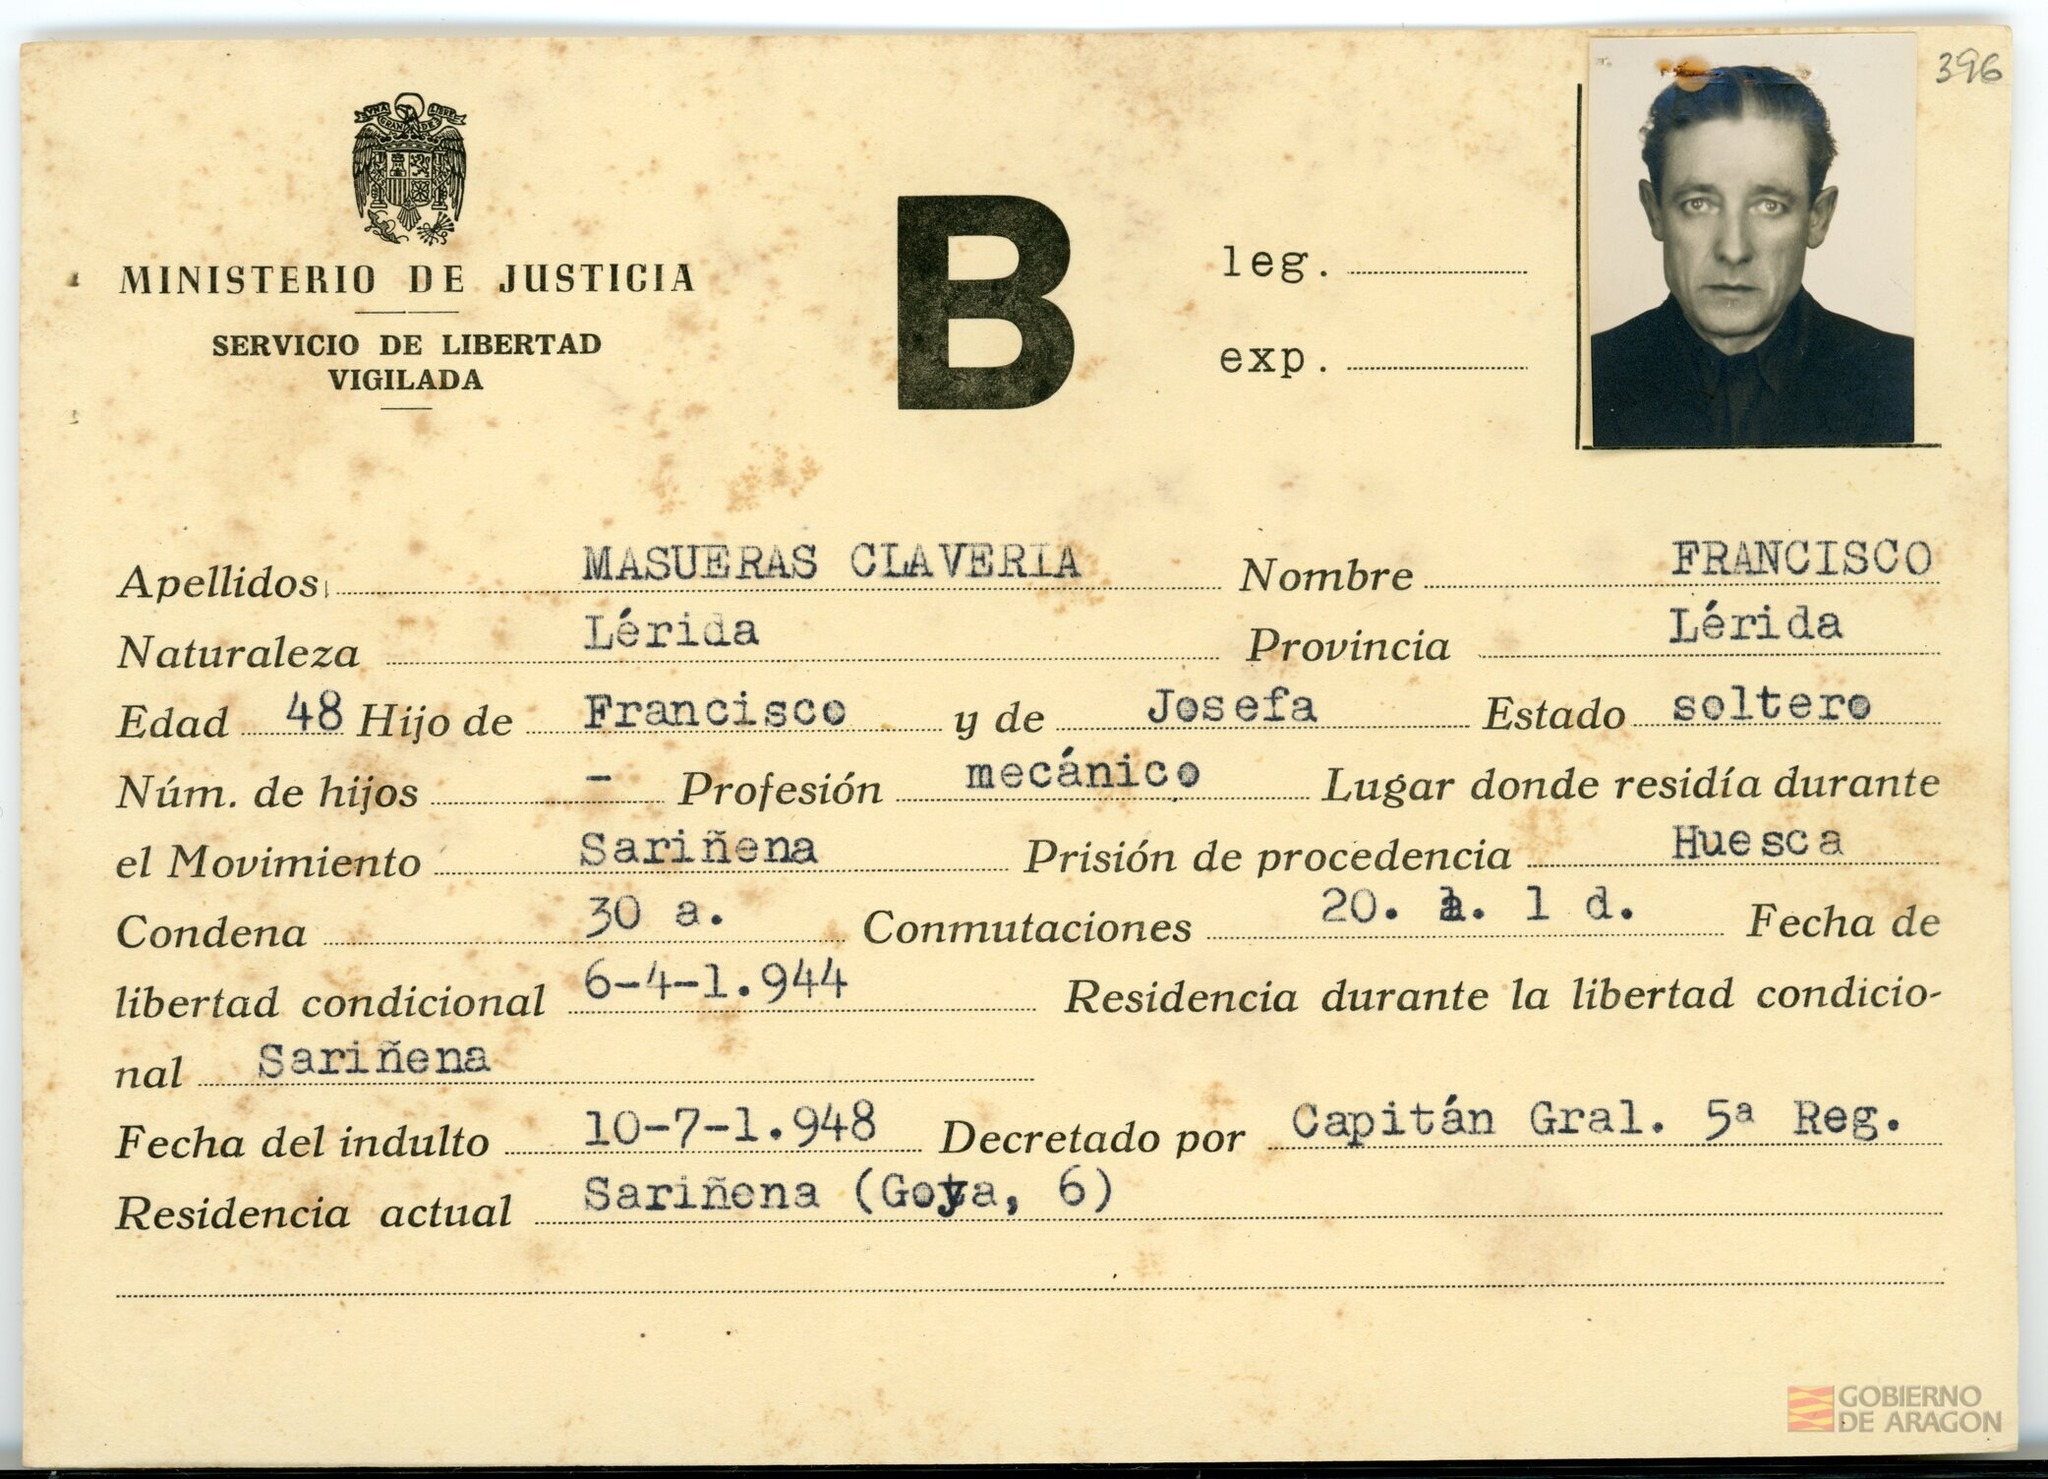 396
UNA GRANDE LIBRE
MINISTERIO DE JUSTICIA
SERVICIO DE LIBERTAD
VIGILADA
B
leg.
exp.
Apellidos MASUERAS CLAVERIA Nombre FRANCISCO
Naturaleza Lérida Provincia Lérida
Edad 48 Hijo de Francisco y de Josefa Estado soltero
Núm. de hijos - Profesión mecánico Lugar donde residía durante
el Movimiento Sariñena Prisión de procedencia Huesca
Condena 30 a. Conmutaciones 20. a. 1 d. Fecha de
libertad condicional 6-4-1.944 Residencia durante la libertad condicio-
nal Sariñena
Fecha del indulto 10-7-1.948 Decretado por Capitán Gral. 5ª Reg.
Residencia actual Sariñena (Goya, 6)
GOBIERNO
DE ARAGON